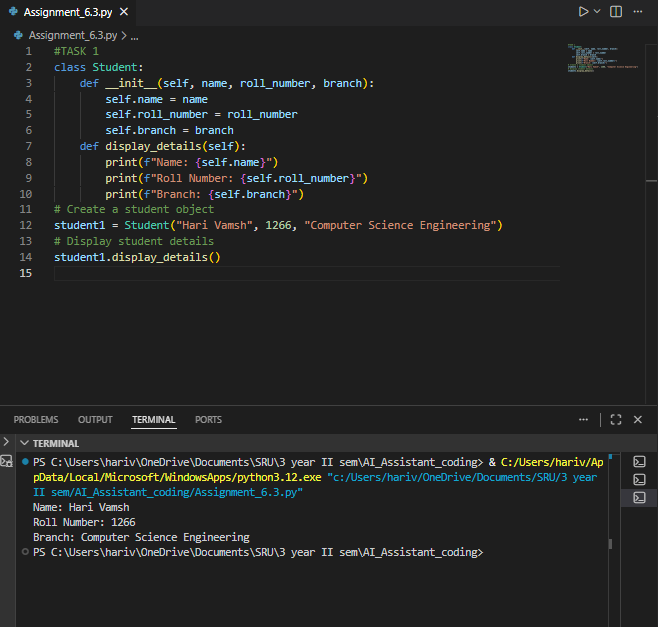 Assignment_6.3.py
Assignment_6.3.py > ...
1 #TASK 1
2 class Student:
3     def __init__(self, name, roll_number, branch):
4         self.name = name
5         self.roll_number = roll_number
6         self.branch = branch
7     def display_details(self):
8         print(f"Name: {self.name}")
9         print(f"Roll Number: {self.roll_number}")
10         print(f"Branch: {self.branch}")
11 # Create a student object
12 student1 = Student("Hari Vamsh", 1266, "Computer Science Engineering")
13 # Display student details
14 student1.display_details()
15
PROBLEMS OUTPUT TERMINAL PORTS
TERMINAL
PS C:\Users\hariv\OneDrive\Documents\SRU\3 year II sem\AI_Assistant_coding> & C:/Users/hariv/Ap
pData/Local/Microsoft/WindowsApps/python3.12.exe "c:/Users/hariv/OneDrive/Documents/SRU/3 year
II sem/AI_Assistant_coding/Assignment_6.3.py"
Name: Hari Vamsh
Roll Number: 1266
Branch: Computer Science Engineering
PS C:\Users\hariv\OneDrive\Documents\SRU\3 year II sem\AI_Assistant_coding>